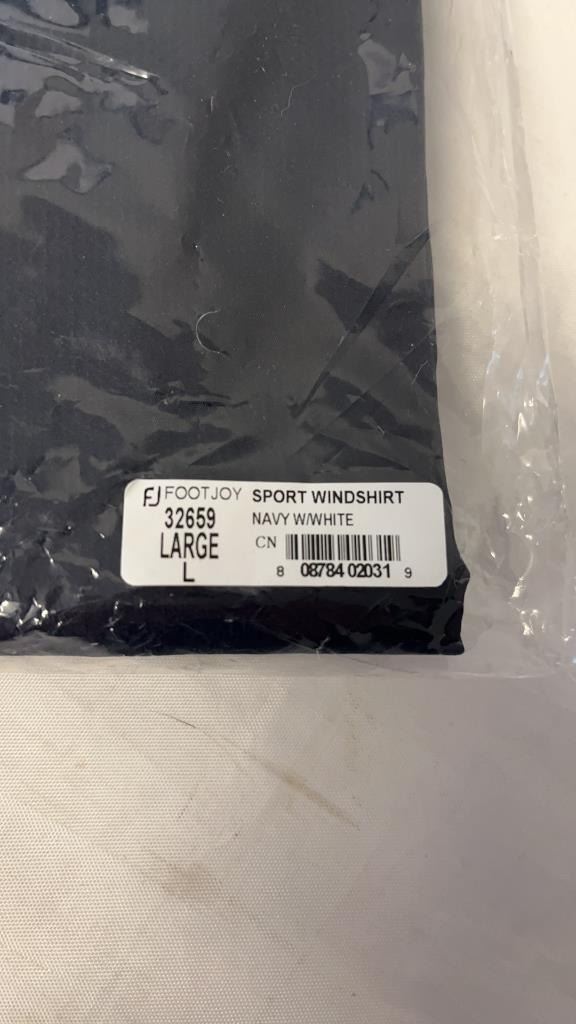 FJ FOOTJOY SPORT WINDSHIRT
32659 NAVY W/WHITE
LARGE CN
L 8 08784 02031 9